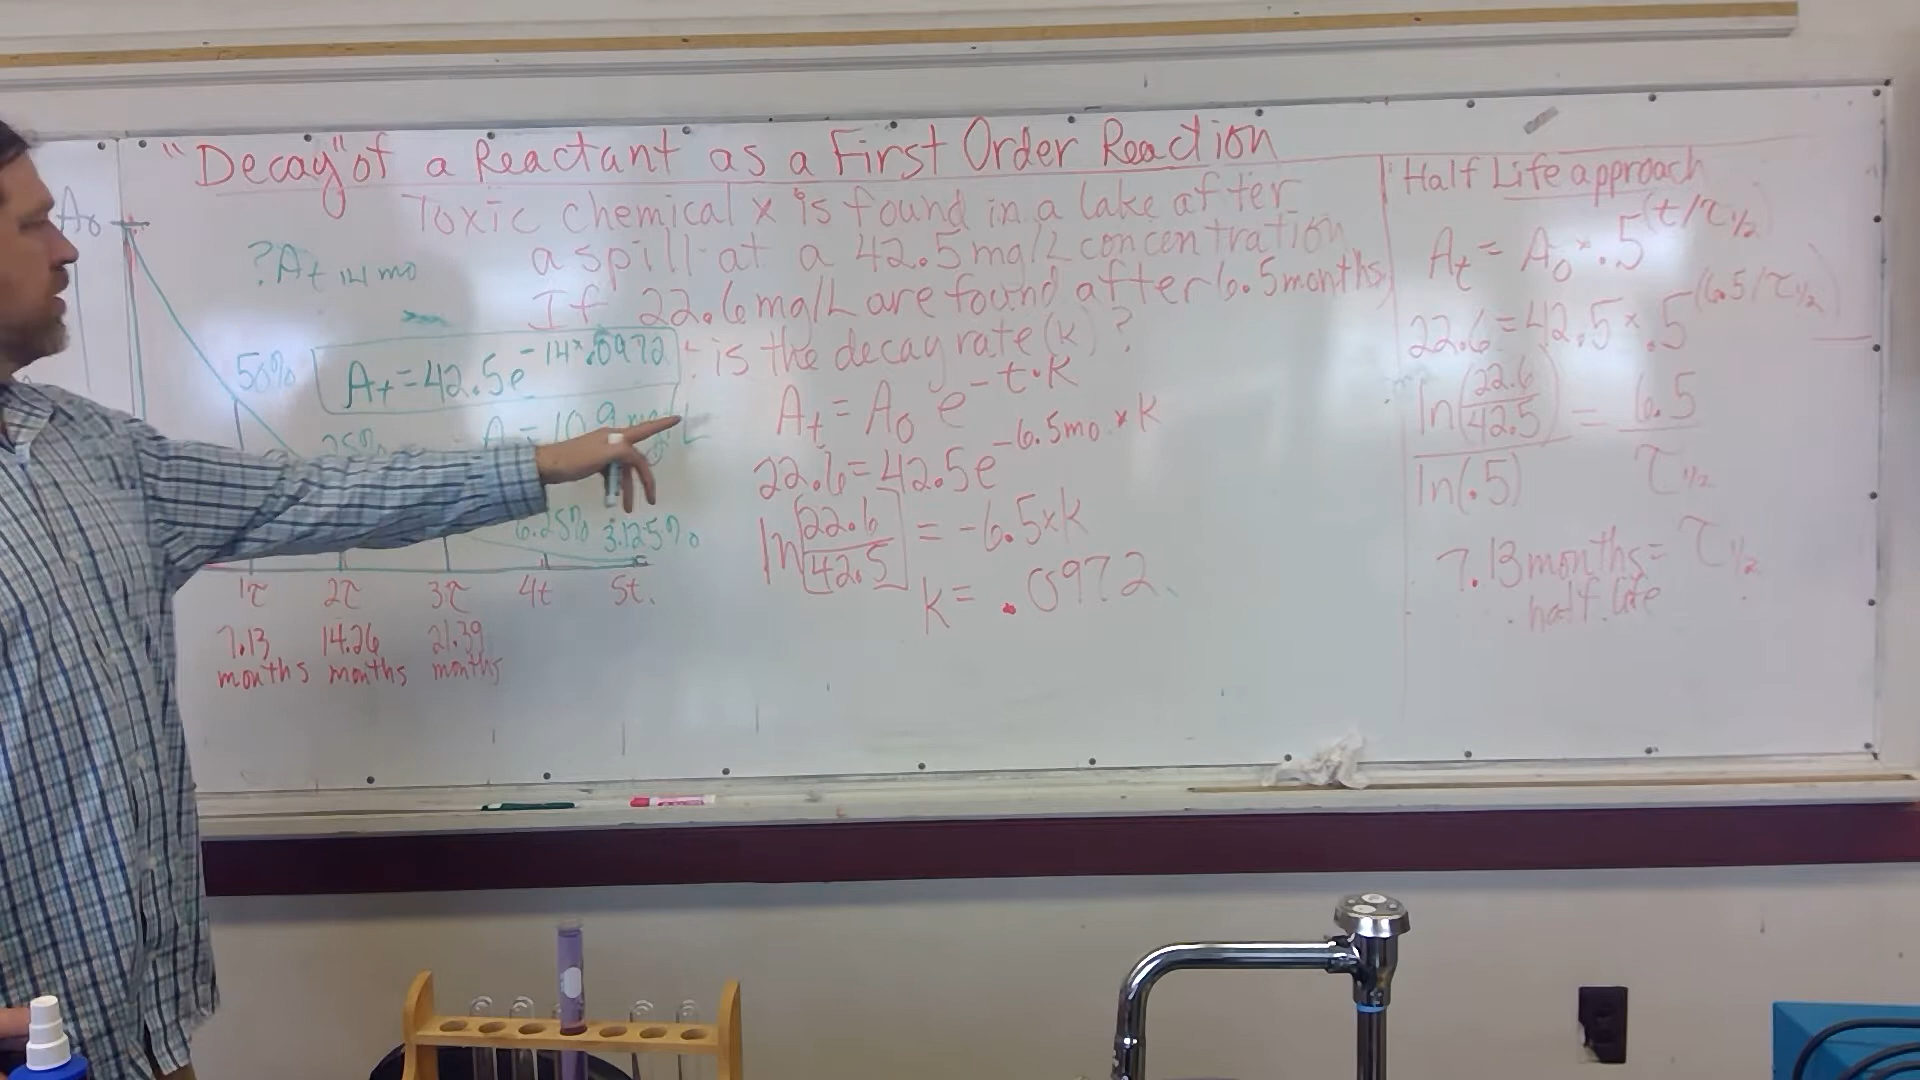 "Decay" of a Reactant as a First Order Reaction
Toxic chemical x is found in a lake after
a spill at a 42.5 mg/L concentration
If 22.6 mg/L are found after 6.5 months
is the decay rate (k)?
At = A0 e^-t·k
22.6 = 42.5e^-6.5mo × k
ln[22.6/42.5] = -6.5×k
k = .0972
A0
? At 14 mo
At = 42.5e^-14×.0972
50%
25%
6.25% 3.125%
1τ 2τ 3τ 4t 5t.
7.13 months 14.26 months 21.39 months
Half Life approach
At = A0 × .5^(t/τ½)
22.6 = 42.5 × .5^(6.5/τ½)
ln(22.6/42.5) / ln(.5) = 6.5 / τ½
7.13 months = τ½
half life